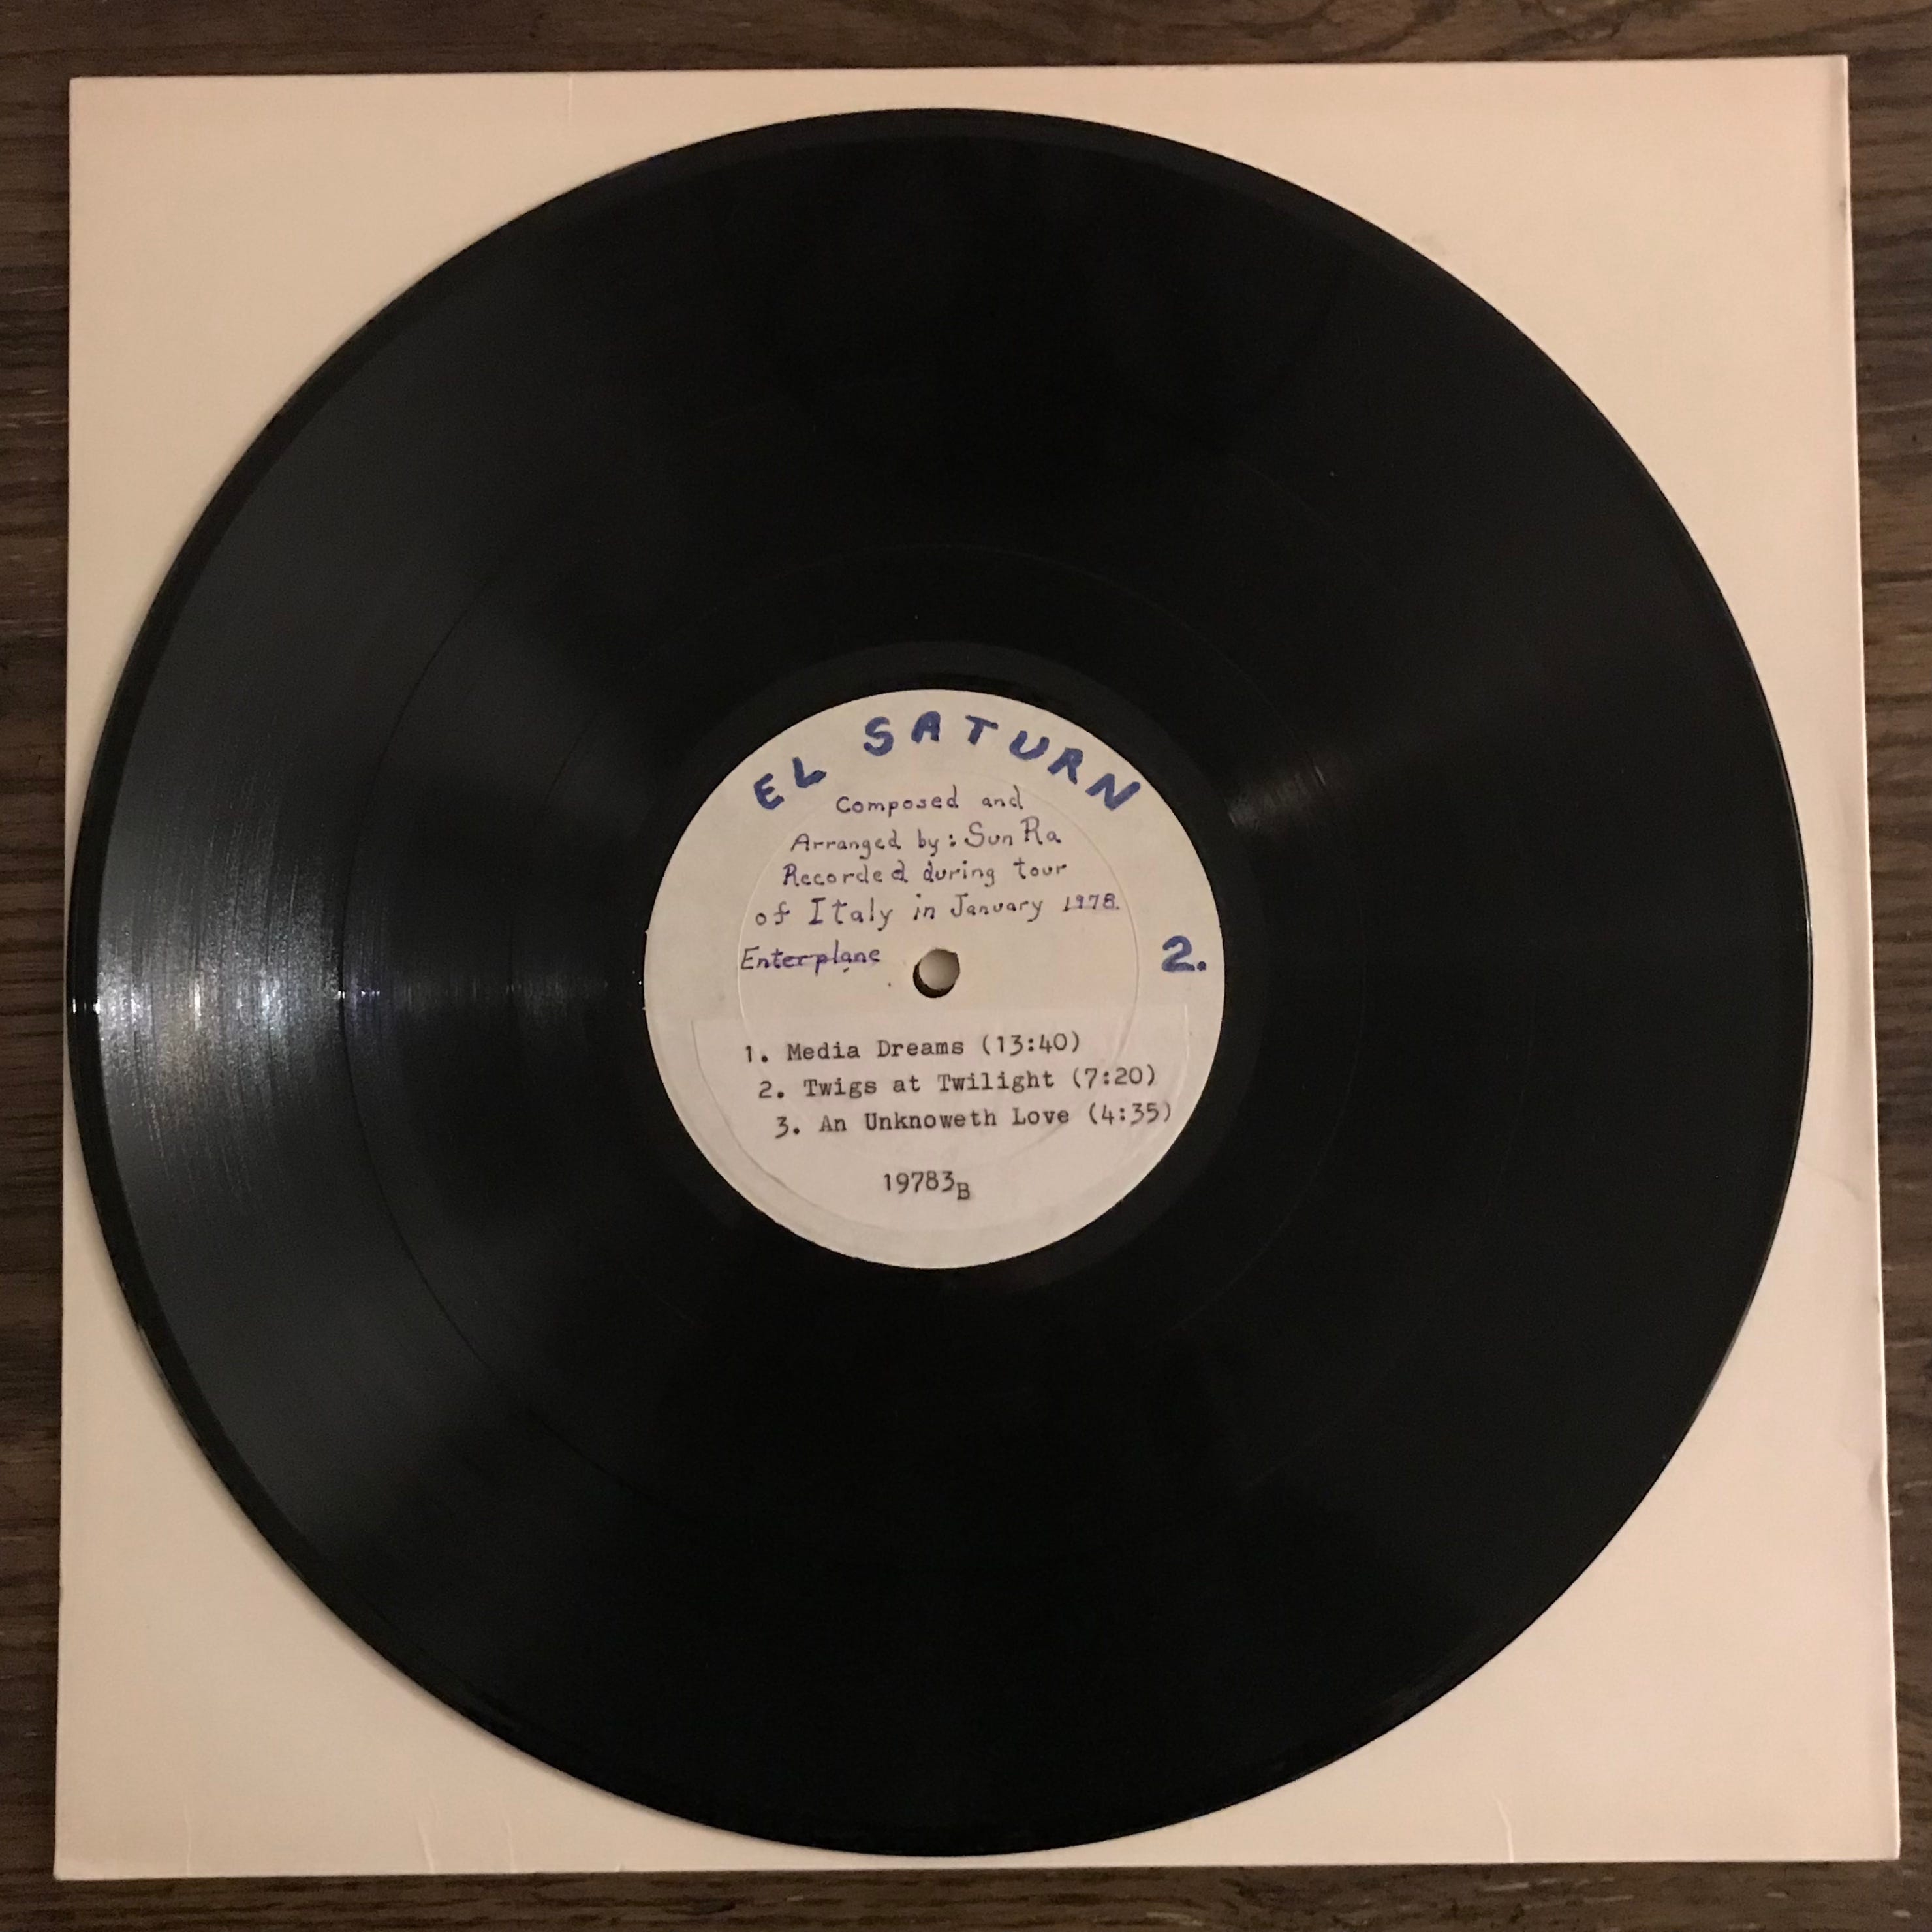 EL SATURN
Composed and
Arranged by: Sun Ra
Recorded during tour
of Italy in January 1978.
Enterplane
2.
1. Media Dreams (13:40)
2. Twigs at Twilight (7:20)
3. An Unknoweth Love (4:35)
19783B